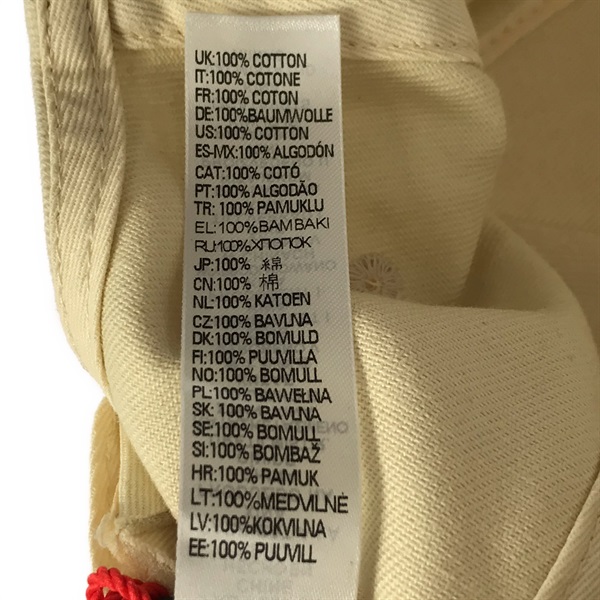 UK:100% COTTON
IT:100% COTONE
FR:100% COTON
DE:100%BAUMWOLLE
US:100% COTTON
ES-MX:100% ALGODÓN
CAT:100% COTÓ
PT:100% ALGODÃO
TR: 100% PAMUKLU
EL:100%BAMBAKI
RU:100%ХЛОПОК
JP:100% 綿
CN:100% 棉
NL:100% KATOEN
CZ:100% BAVLNA
DK:100% BOMULD
FI:100% PUUVILLA
NO:100% BOMULL
PL:100% BAWEŁNA
SK:100% BAVLNA
SE:100% BOMULL
SI:100% BOMBAŽ
HR:100% PAMUK
LT:100%MEDVILNĖ
LV:100%KOKVILNA
EE:100% PUUVILL